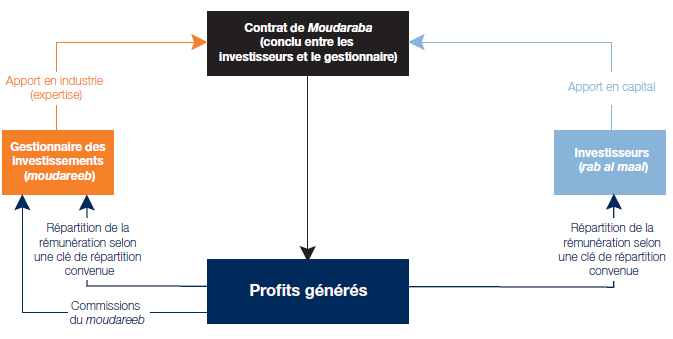 Contrat de Moudaraba
(conclu entre les
investisseurs et le gestionnaire)
Apport en industrie
(expertise)
Apport en capital
Gestionnaire des
investissements
(moudareeb)
Investisseurs
(rab al maal)
Répartition de la
rémunération selon
une clé de répartition
convenue
Répartition de la
rémunération selon
une clé de répartition
convenue
Profits générés
Commissions
du moudareeb